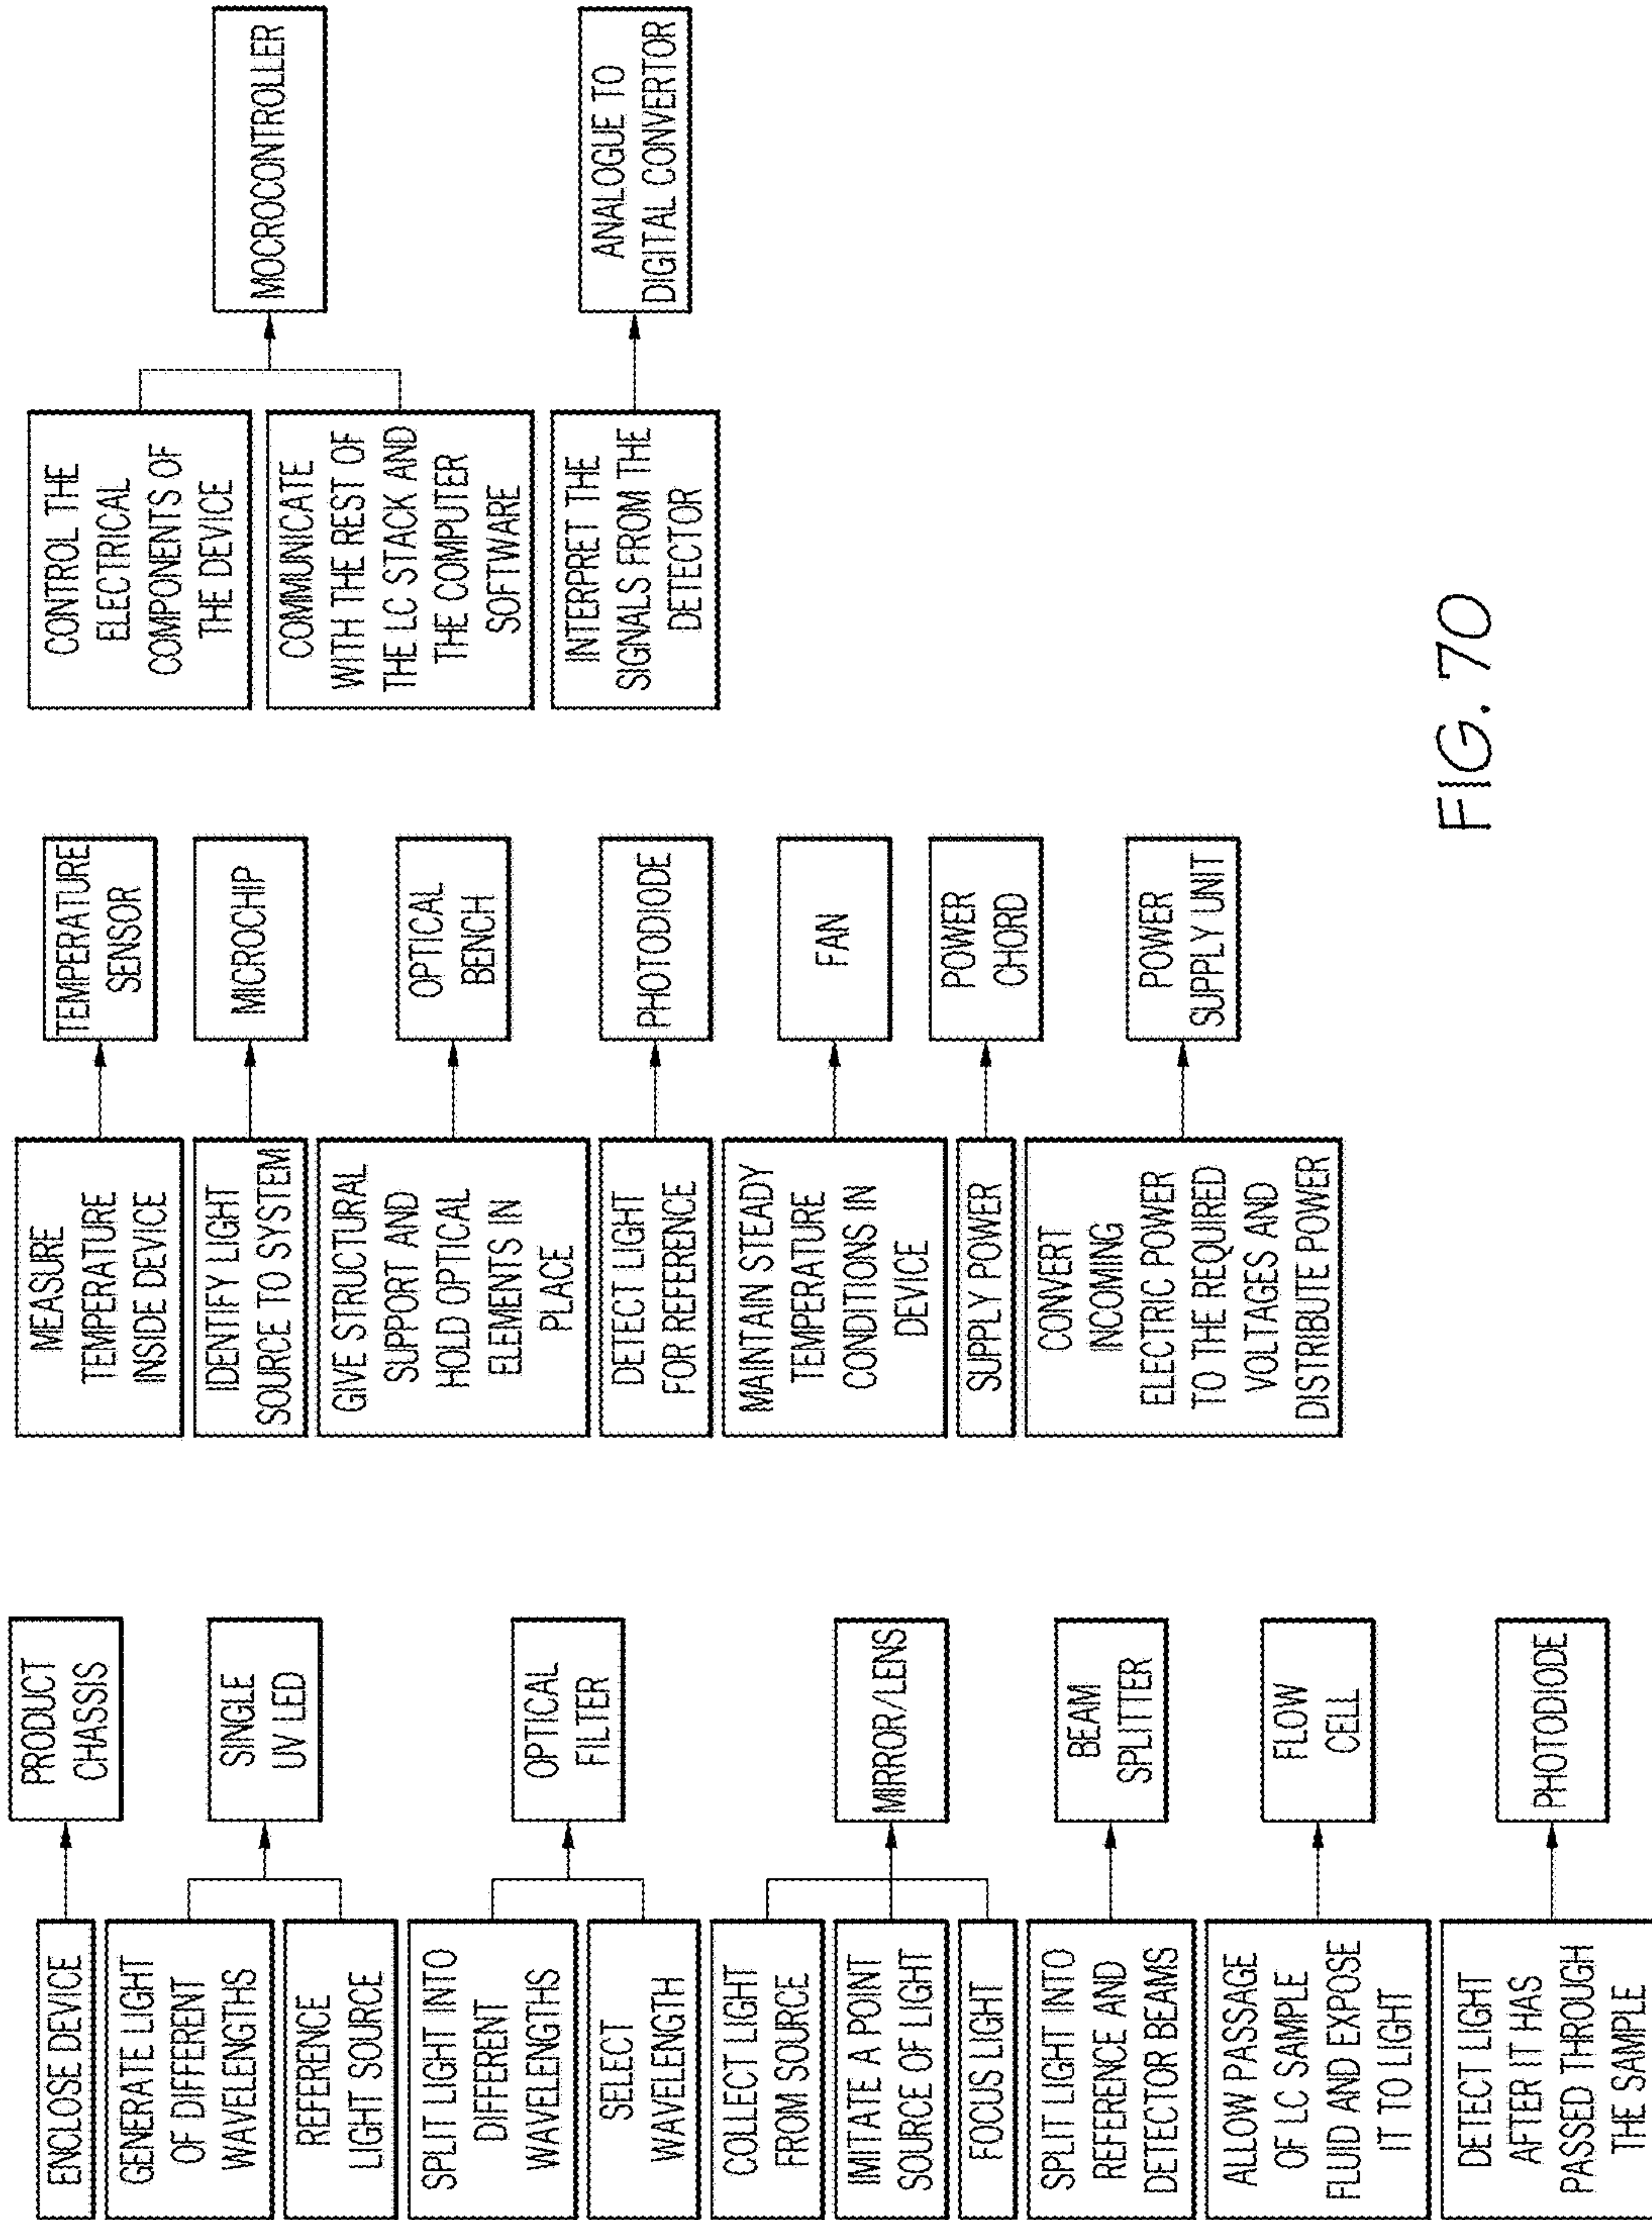 ENCLOSE DEVICE
PRODUCT
CHASSIS
GENERATE LIGHT
OF DIFFERENT
WAVELENGTHS
REFERENCE
LIGHT SOURCE
SINGLE
UV LED
SPLIT LIGHT INTO
DIFFERENT
WAVELENGTHS
SELECT
WAVELENGTH
OPTICAL
FILTER
COLLECT LIGHT
FROM SOURCE
IMITATE A POINT
SOURCE OF LIGHT
FOCUS LIGHT
MIRROR/LENS
SPLIT LIGHT INTO
REFERENCE AND
DETECTOR BEAMS
BEAM
SPLITTER
ALLOW PASSAGE
OF LC SAMPLE
FLUID AND EXPOSE
IT TO LIGHT
FLOW
CELL
DETECT LIGHT
AFTER IT HAS
PASSED THROUGH
THE SAMPLE
PHOTODIODE
MEASURE
TEMPERATURE
INSIDE DEVICE
TEMPERATURE
SENSOR
IDENTIFY LIGHT
SOURCE TO SYSTEM
MICROCHIP
GIVE STRUCTURAL
SUPPORT AND
HOLD OPTICAL
ELEMENTS IN
PLACE
OPTICAL
BENCH
DETECT LIGHT
FOR REFERENCE
PHOTODIODE
MAINTAIN STEADY
TEMPERATURE
CONDITIONS IN
DEVICE
FAN
SUPPLY POWER
POWER
CHORD
CONVERT
INCOMING
ELECTRIC POWER
TO THE REQUIRED
VOLTAGES AND
DISTRIBUTE POWER
POWER
SUPPLY UNIT
CONTROL THE
ELECTRICAL
COMPONENTS OF
THE DEVICE
COMMUNICATE
WITH THE REST OF
THE LC STACK AND
THE COMPUTER
SOFTWARE
MOCROCONTROLLER
INTERPRET THE
SIGNALS FROM THE
DETECTOR
ANALOGUE TO
DIGITAL CONVERTOR
FIG. 70